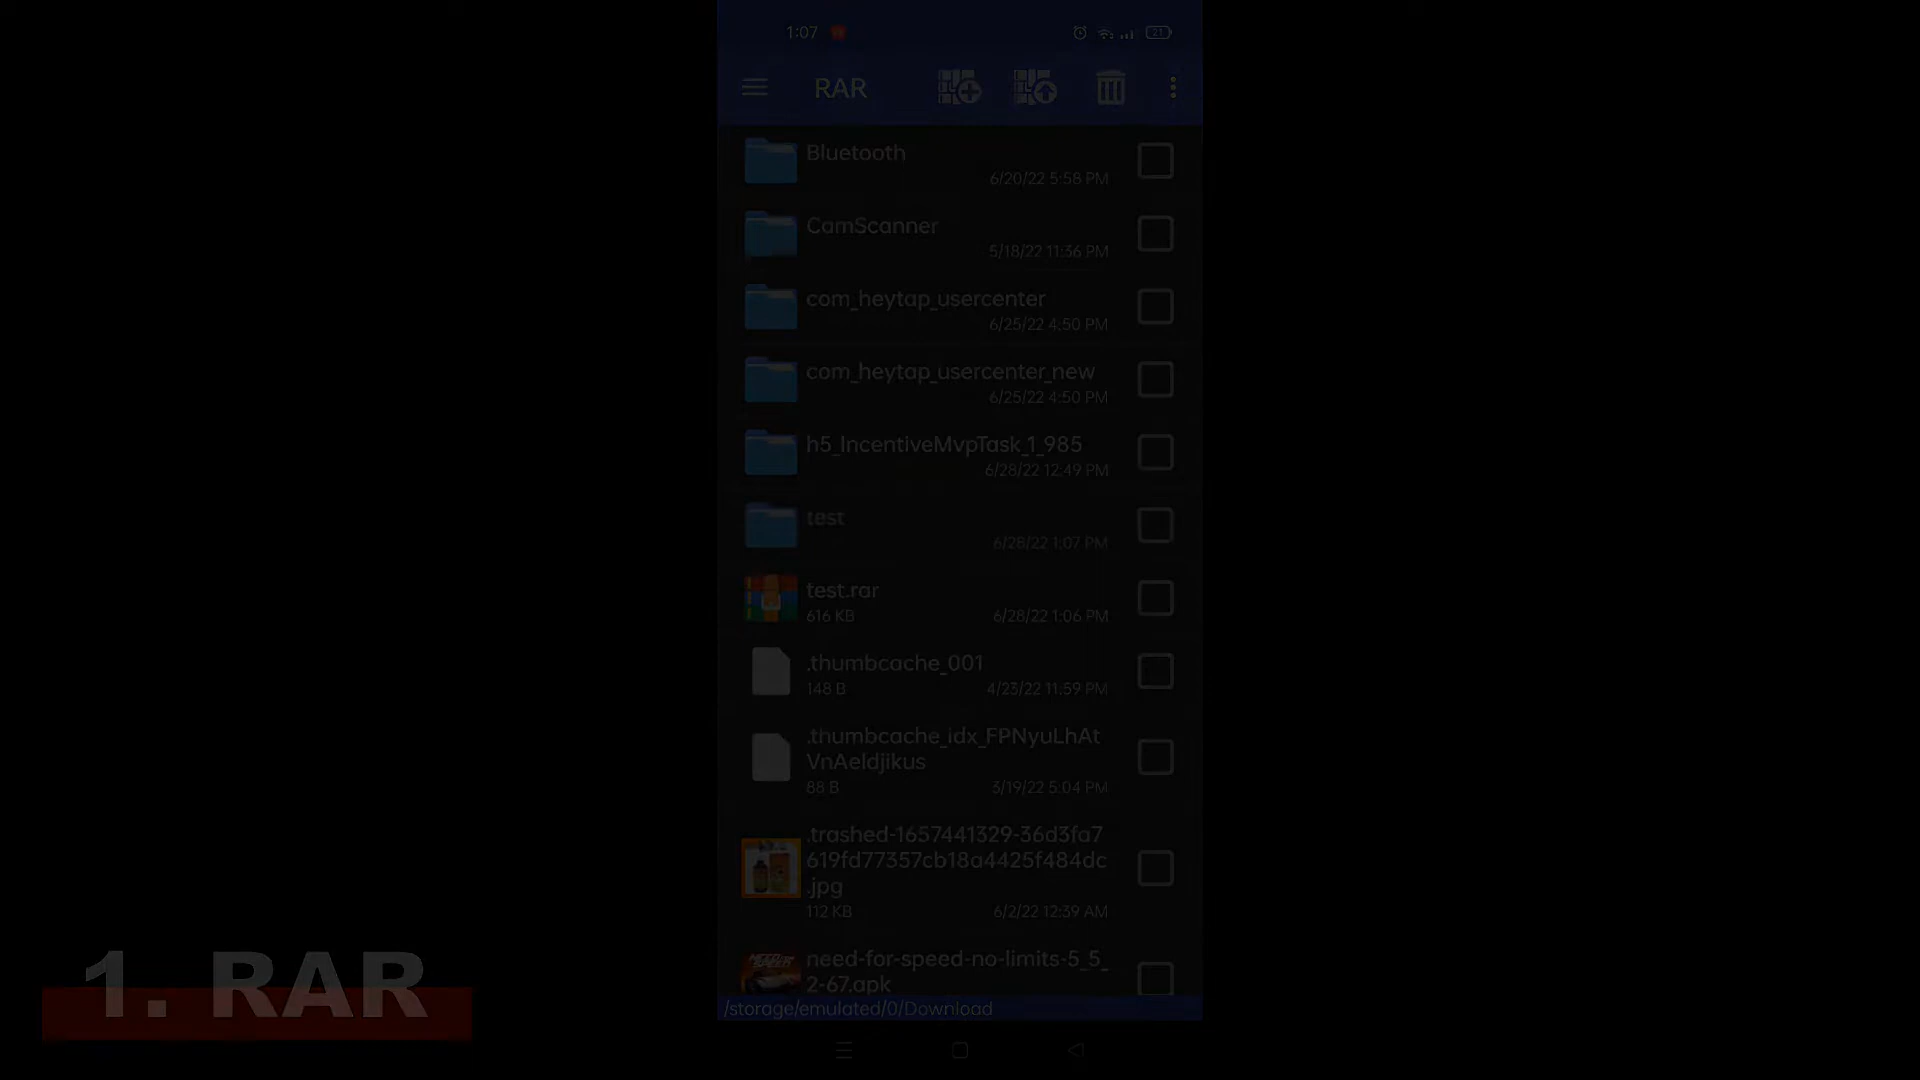 1:07
21
RAR
Bluetooth
6/20/22 5:58 PM
CamScanner
5/18/22 11:36 PM
com_heytap_usercenter
6/25/22 4:50 PM
com_heytap_usercenter_new
6/25/22 4:50 PM
h5_IncentiveMvpTask_1_985
6/28/22 12:49 PM
test
6/28/22 1:07 PM
test.rar
616 KB 6/28/22 1:06 PM
.thumbcache_001
148 B 4/23/22 11:59 PM
.thumbcache_idx_FPNyuLhAt
VnAeldjikus
88 B 3/19/22 5:04 PM
.trashed-1657441329-36d3fa7
619fd77357cb18a4425f484dc
.jpg
112 KB 6/2/22 12:39 AM
need-for-speed-no-limits-5_5_
2-67.apk
/storage/emulated/0/Download
1. RAR